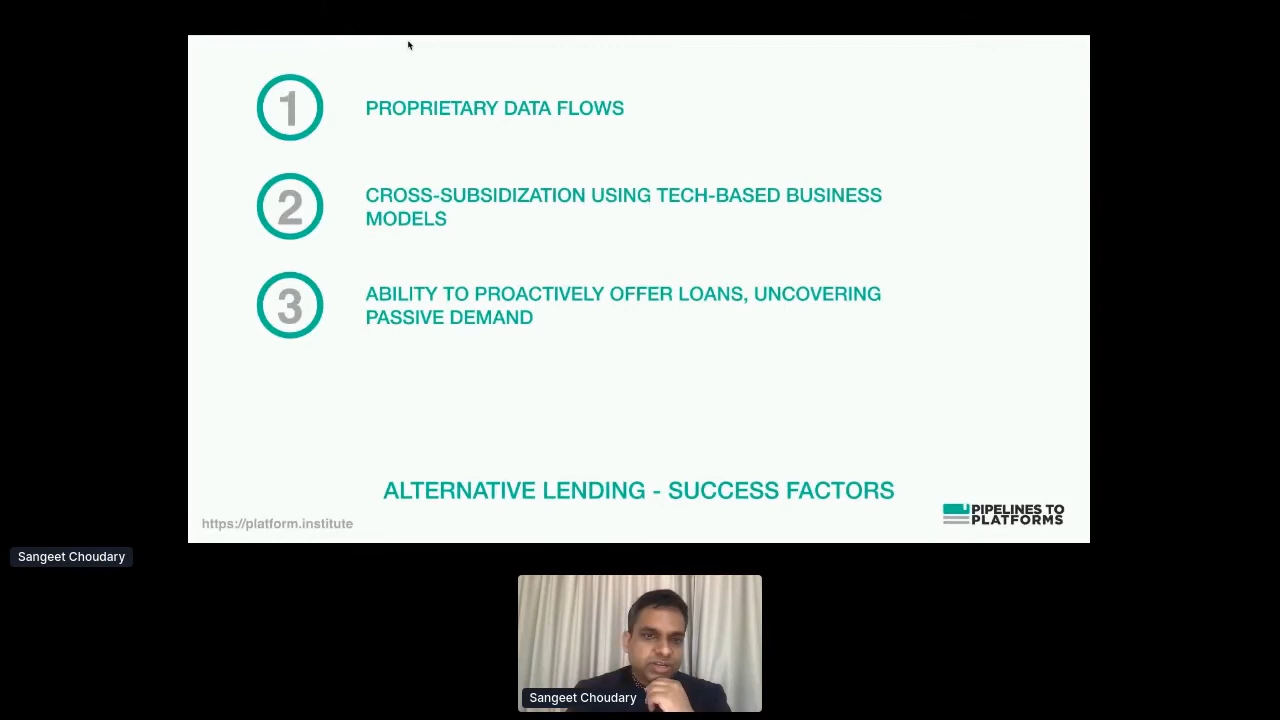 1
PROPRIETARY DATA FLOWS
2
CROSS-SUBSIDIZATION USING TECH-BASED BUSINESS
MODELS
3
ABILITY TO PROACTIVELY OFFER LOANS, UNCOVERING
PASSIVE DEMAND
ALTERNATIVE LENDING - SUCCESS FACTORS
https://platform.institute
PIPELINES TO
PLATFORMS
Sangeet Choudary
Sangeet Choudary